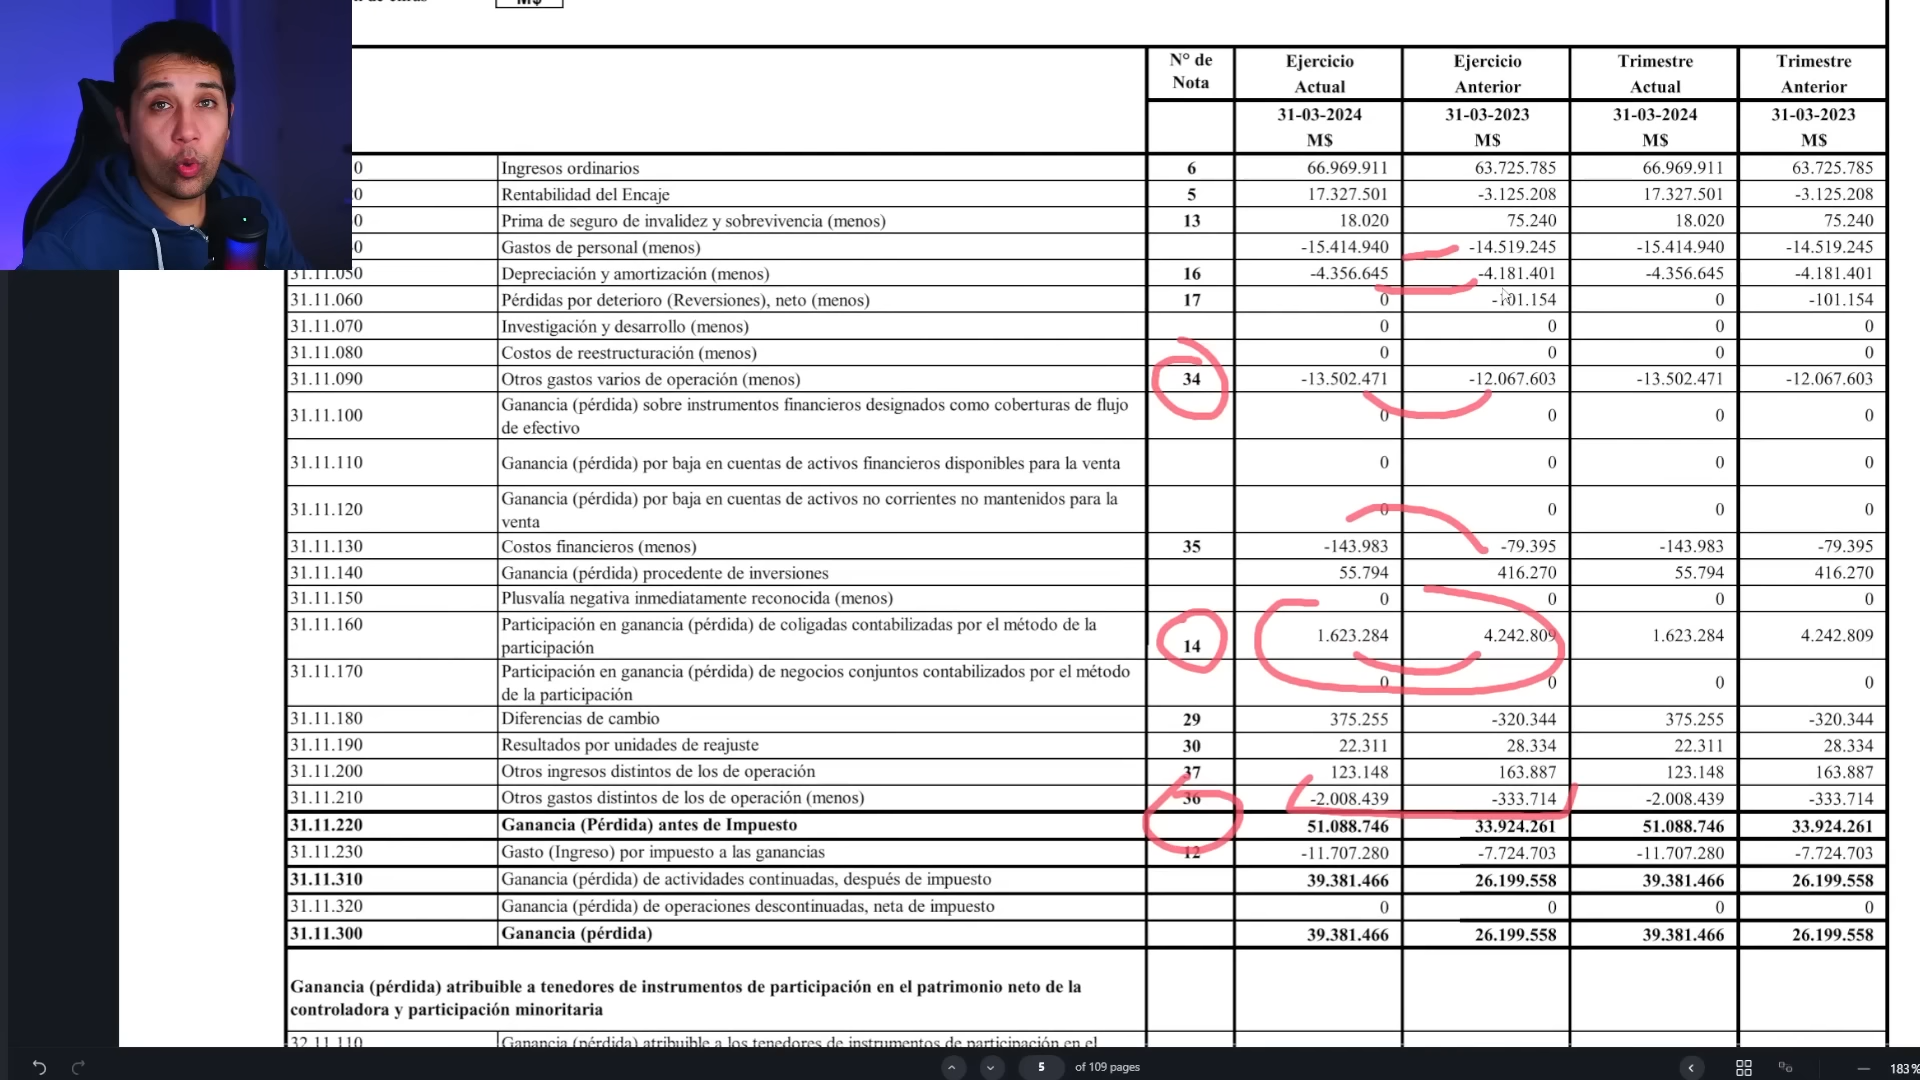 M$
N° de Nota Ejercicio Actual Ejercicio Anterior Trimestre Actual Trimestre Anterior
31-03-2024 31-03-2023 31-03-2024 31-03-2023
M$ M$ M$ M$
0 Ingresos ordinarios 6 66.969.911 63.725.785 66.969.911 63.725.785
0 Rentabilidad del Encaje 5 17.327.501 -3.125.208 17.327.501 -3.125.208
0 Prima de seguro de invalidez y sobrevivencia (menos) 13 18.020 75.240 18.020 75.240
0 Gastos de personal (menos) -15.414.940 -14.519.245 -15.414.940 -14.519.245
31.11.050 Depreciación y amortización (menos) 16 -4.356.645 -4.181.401 -4.356.645 -4.181.401
31.11.060 Pérdidas por deterioro (Reversiones), neto (menos) 17 0 -101.154 0 -101.154
31.11.070 Investigación y desarrollo (menos) 0 0 0 0
31.11.080 Costos de reestructuración (menos) 0 0 0 0
31.11.090 Otros gastos varios de operación (menos) 34 -13.502.471 -12.067.603 -13.502.471 -12.067.603
31.11.100 Ganancia (pérdida) sobre instrumentos financieros designados como coberturas de flujo
de efectivo 0 0 0 0
31.11.110 Ganancia (pérdida) por baja en cuentas de activos financieros disponibles para la venta 0 0 0 0
31.11.120 Ganancia (pérdida) por baja en cuentas de activos no corrientes no mantenidos para la
venta 0 0 0 0
31.11.130 Costos financieros (menos) 35 -143.983 -79.395 -143.983 -79.395
31.11.140 Ganancia (pérdida) procedente de inversiones 55.794 416.270 55.794 416.270
31.11.150 Plusvalía negativa inmediatamente reconocida (menos) 0 0 0 0
31.11.160 Participación en ganancia (pérdida) de coligadas contabilizadas por el método de la
participación 14 1.623.284 4.242.809 1.623.284 4.242.809
31.11.170 Participación en ganancia (pérdida) de negocios conjuntos contabilizados por el método
de la participación 0 0 0 0
31.11.180 Diferencias de cambio 29 375.255 -320.344 375.255 -320.344
31.11.190 Resultados por unidades de reajuste 30 22.311 28.334 22.311 28.334
31.11.200 Otros ingresos distintos de los de operación 37 123.148 163.887 123.148 163.887
31.11.210 Otros gastos distintos de los de operación (menos) 36 -2.008.439 -333.714 -2.008.439 -333.714
31.11.220 Ganancia (Pérdida) antes de Impuesto 51.088.746 33.924.261 51.088.746 33.924.261
31.11.230 Gasto (Ingreso) por impuesto a las ganancias 12 -11.707.280 -7.724.703 -11.707.280 -7.724.703
31.11.310 Ganancia (pérdida) de actividades continuadas, después de impuesto 39.381.466 26.199.558 39.381.466 26.199.558
31.11.320 Ganancia (pérdida) de operaciones descontinuadas, neta de impuesto 0 0 0 0
31.11.300 Ganancia (pérdida) 39.381.466 26.199.558 39.381.466 26.199.558
Ganancia (pérdida) atribuible a tenedores de instrumentos de participación en el patrimonio neto de la
controladora y participación minoritaria
32.11.110 Ganancia (pérdida) atribuible a los tenedores de instrumentos de participación en el
5 of 109 pages 183%